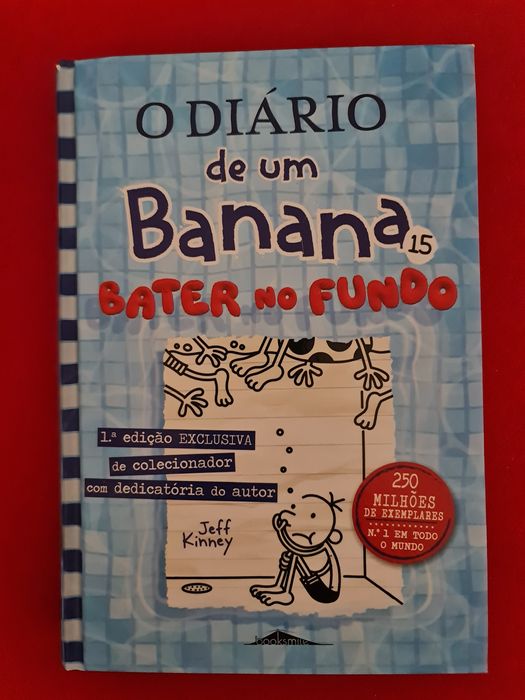 O DIÁRIO
de um
Banana
15
BATER NO FUNDO
1.ª edição EXCLUSIVA
de colecionador
com dedicatória do autor
Jeff
Kinney
250
MILHÕES
DE EXEMPLARES
N.º 1 EM TODO
O MUNDO
booksmile